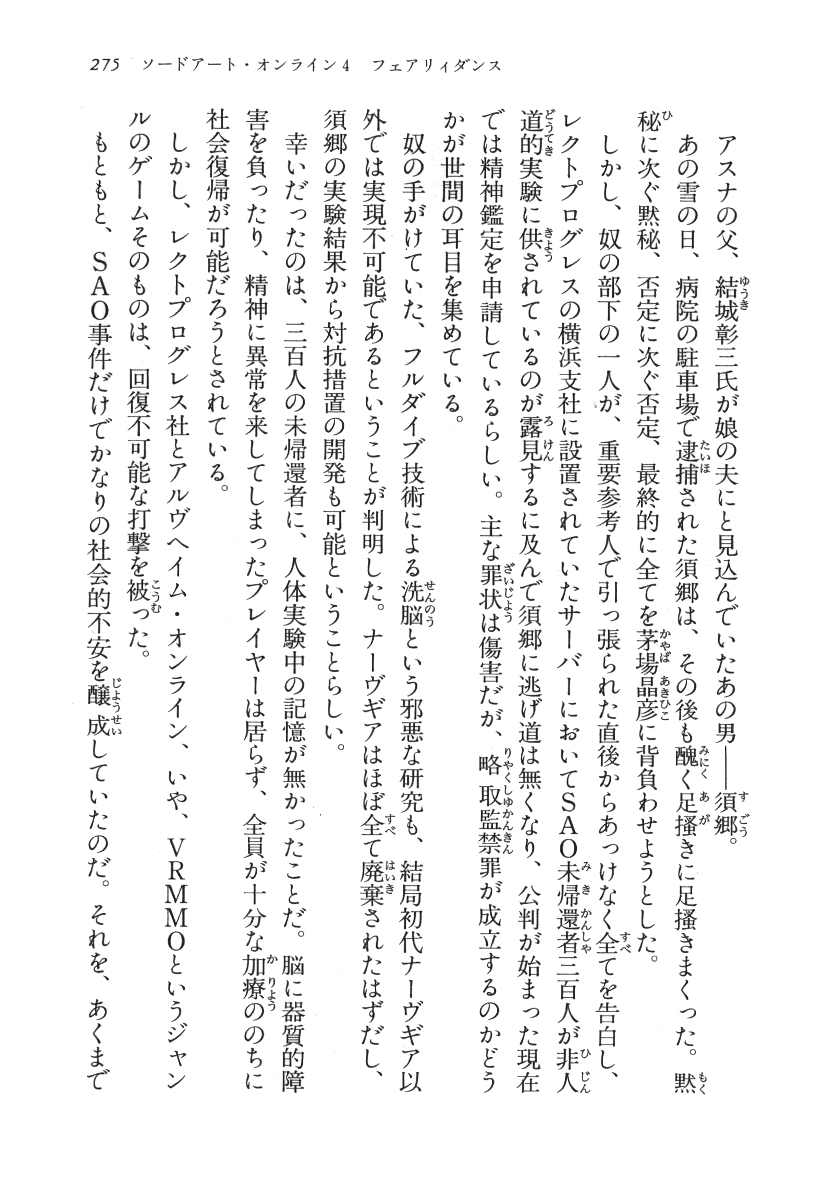 275　ソードアート・オンライン4　フェアリィダンス
　アスナの父、結城彰三氏が娘の夫にと見込んでいたあの男――須郷。
　あの雪の日、病院の駐車場で逮捕された須郷は、その後も醜く足掻きに足掻きまくった。黙
秘に次ぐ黙秘、否定に次ぐ否定、最終的に全てを茅場晶彦に背負わせようとした。
　しかし、奴の部下の一人が、重要参考人で引っ張られた直後からあっけなく全てを告白し、
レクトプログレスの横浜支社に設置されていたサーバーにおいてSAO未帰還者三百人が非人
道的実験に供されているのが露見するに及んで須郷に逃げ道は無くなり、公判が始まった現在
では精神鑑定を申請しているらしい。主な罪状は傷害だが、略取監禁罪が成立するのかどう
かが世間の耳目を集めている。
　奴の手がけていた、フルダイブ技術による洗脳という邪悪な研究も、結局初代ナーヴギア以
外では実現不可能であるということが判明した。ナーヴギアはほぼ全て廃棄されたはずだし、
須郷の実験結果から対抗措置の開発も可能ということらしい。
　幸いだったのは、三百人の未帰還者に、人体実験中の記憶が無かったことだ。脳に器質的障
害を負ったり、精神に異常を来してしまったプレイヤーは居らず、全員が十分な加療ののちに
社会復帰が可能だろうとされている。
　しかし、レクトプログレス社とアルヴヘイム・オンライン、いや、VRMMOというジャン
ルのゲームそのものは、回復不可能な打撃を被った。
　もともと、SAO事件だけでかなりの社会的不安を醸成していたのだ。それを、あくまで